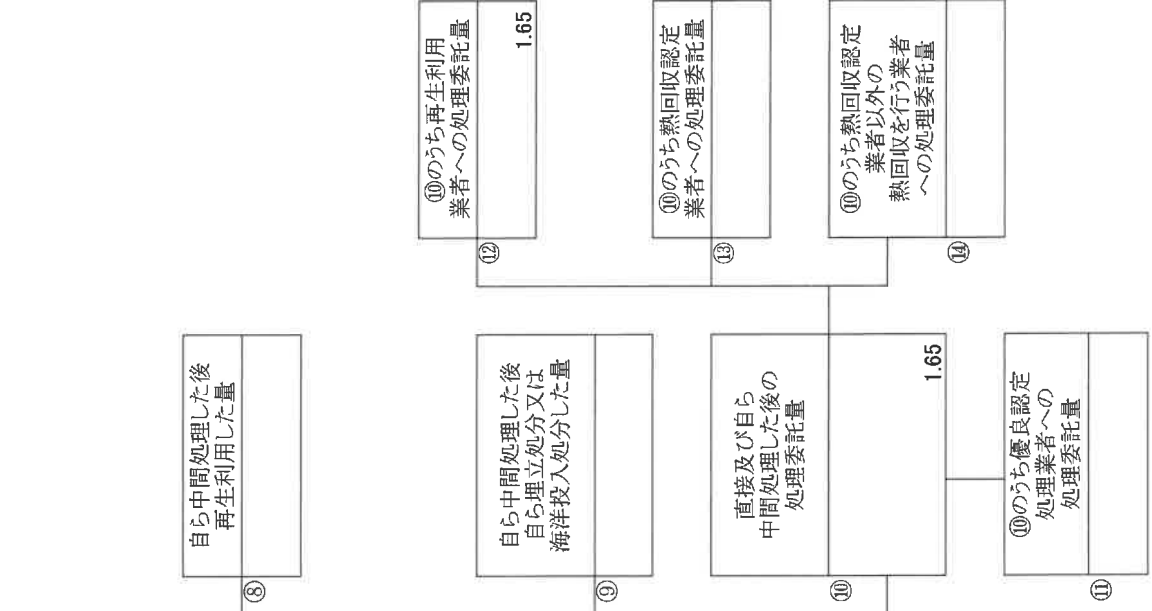 自ら中間処理した後
再生利用した量
⑧
自ら中間処理した後
自ら埋立処分又は
海洋投入処分した量
⑨
直接及び自ら
中間処理した後の
処理委託量
1.65
⑩
⑩のうち優良認定
処理業者への
処理委託量
⑪
⑩のうち再生利用
業者への処理委託量
1.65
⑫
⑩のうち熱回収認定
業者への処理委託量
⑬
⑩のうち熱回収認定
業者以外の
熱回収を行う業者
への処理委託量
⑭